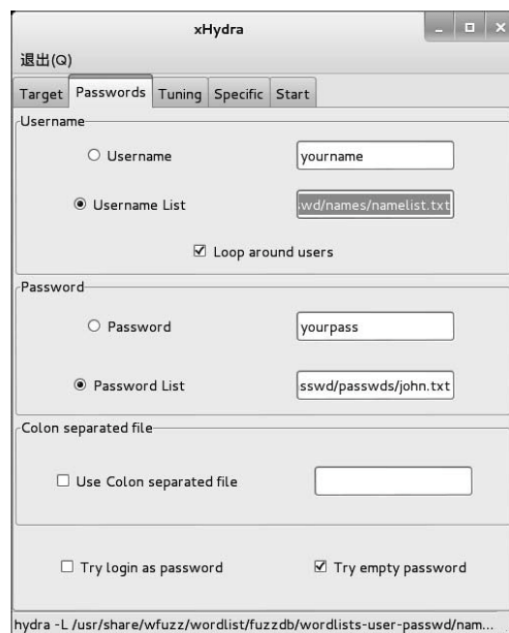 xHydra
退出(Q)
Target Passwords Tuning Specific Start
Username
Username yourname
Username List swd/names/namelist.txt
Loop around users
Password
Password yourpass
Password List sswd/passwds/john.txt
Colon separated file
Use Colon separated file
Try login as password Try empty password
hydra -L /usr/share/wfuzz/wordlist/fuzzdb/wordlists-user-passwd/nam...